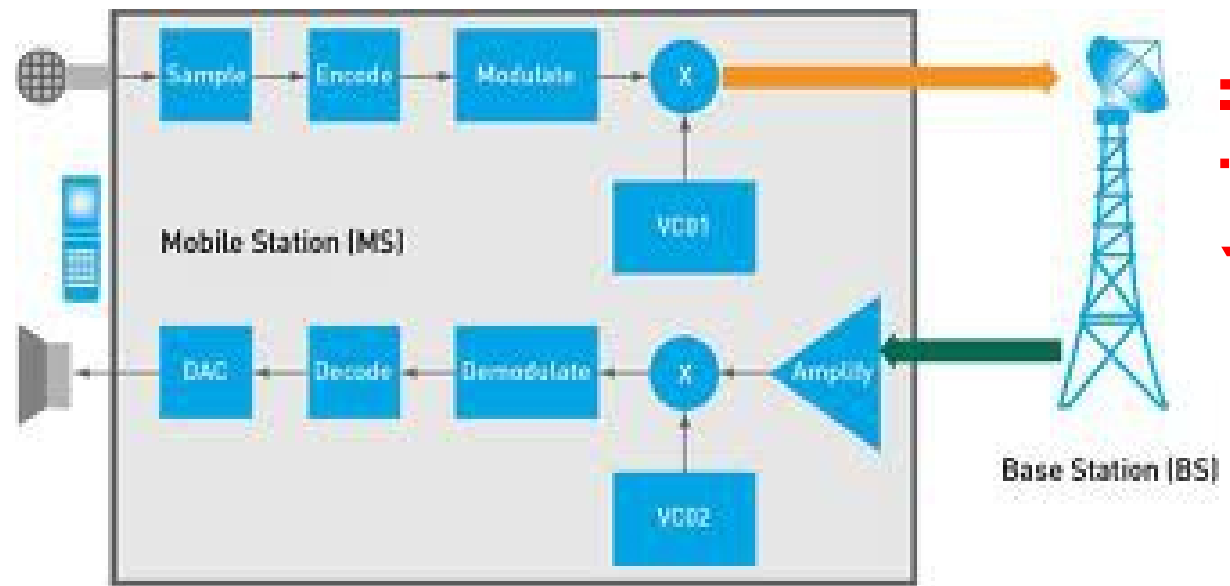 Sample Encode Modulate X
VCO1
Mobile Station (MS)
DAC Decode Demodulate X Amplify
VCO2
Base Station (BS)